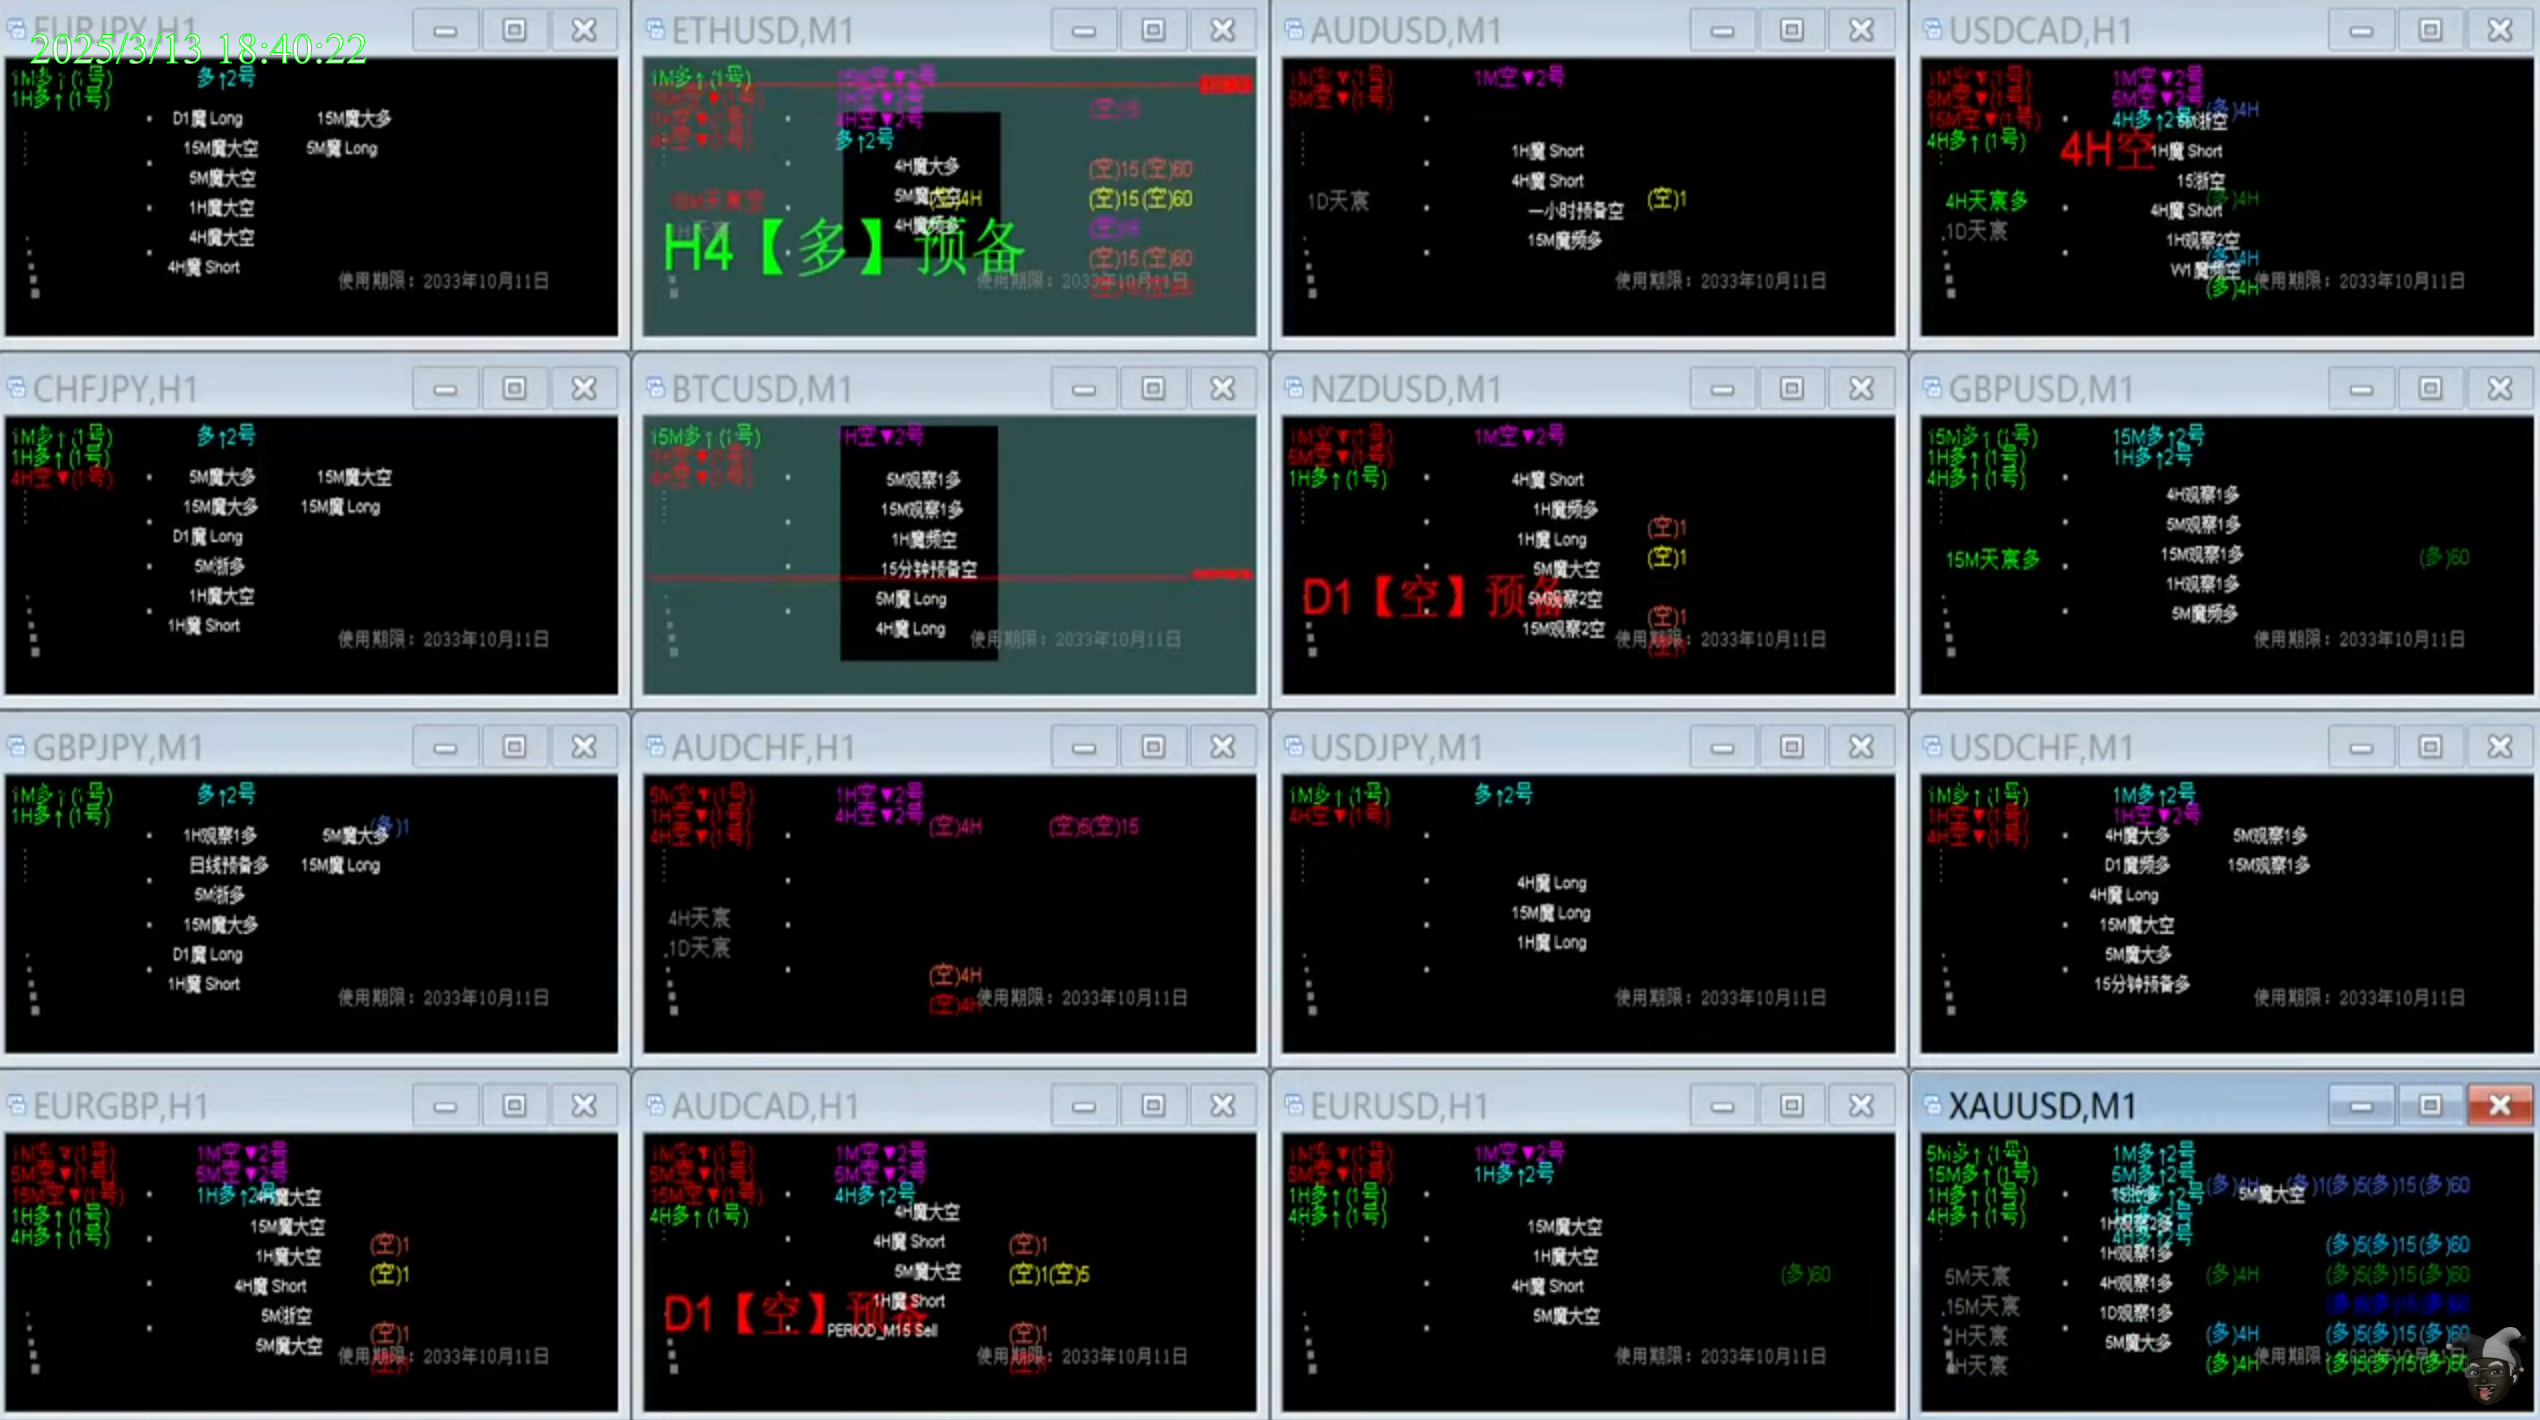 EURJPY,H1
2025/3/13 18:40:22
1M多↑(1号)
多↑2号
1H多↑(1号)
D1魔 Long 15M魔大多
15M魔大空 5M魔 Long
5M魔大空
1H魔大空
4H魔大空
4H魔 Short
使用期限：2033年10月11日
ETHUSD,M1
1M多↑(1号)
15M空▼2号
1H空▼2号
4H空▼2号
多↑2号
4H魔大多
(空)15(空)60
5M魔大空
(空)15(空)60
4H魔频多
H4【多】预备
(空)15(空)60
使用期限：2033年10月11日
AUDUSD,M1
1M空▼(1号)
1M空▼2号
5M空▼(1号)
1H魔 Short
4H魔 Short
1D天宸
(空)1
一小时预备空
15M魔频多
使用期限：2033年10月11日
USDCAD,H1
1M空▼(1号)
1M空▼2号
5M空▼(1号)
5M空▼2号
(多)4H
15M空▼(1号)
4H多↑2号
4H多↑(1号)
4H空
1H魔 Short
15浙空
4H天宸多
(多)4H
4H魔 Short
1D天宸
1H观察2空
(多)4H
W1魔频空
(多)4H
使用期限：2033年10月11日
CHFJPY,H1
1M多↑(1号)
多↑2号
1H多↑(1号)
4H空▼(1号)
5M魔大多 15M魔大空
15M魔大多 15M魔 Long
D1魔 Long
5M浙多
1H魔大空
1H魔 Short
使用期限：2033年10月11日
BTCUSD,M1
15M多↑(1号)
H空▼2号
1H空▼(1号)
4H空▼(1号)
5M观察1多
15M观察1多
1H魔频空
15分钟预备空
5M魔 Long
4H魔 Long
使用期限：2033年10月11日
NZDUSD,M1
1M空▼(1号)
1M空▼2号
5M空▼(1号)
1H多↑(1号)
4H魔 Short
1H魔频多
(空)1
1H魔 Long
(空)1
5M魔大空
D1【空】预备
5M观察2空
(空)1
15M观察2空
使用期限：2033年10月11日
GBPUSD,M1
15M多↑(1号)
15M多↑2号
1H多↑(1号)
1H多↑2号
4H多↑(1号)
4H观察1多
5M观察1多
15M观察1多
15M天宸多
(多)60
1H观察1多
5M魔频多
使用期限：2033年10月11日
GBPJPY,M1
1M多↑(1号)
多↑2号
1H多↑(1号)
(多)1
1H观察1多 5M魔大多
日线预备多 15M魔 Long
5M浙多
15M魔大多
D1魔 Long
1H魔 Short
使用期限：2033年10月11日
AUDCHF,H1
5M空▼(1号)
1H空▼2号
1H空▼(1号)
4H空▼2号
4H空▼(1号)
(空)4H (空)5(空)15
4H天宸
1D天宸
(空)4H
(空)4H
使用期限：2033年10月11日
USDJPY,M1
1M多↑(1号)
多↑2号
4H空▼(1号)
4H魔 Long
15M魔 Long
1H魔 Long
使用期限：2033年10月11日
USDCHF,M1
1M多↑(1号)
1M多↑2号
1H空▼(1号)
1H空▼2号
4H空▼(1号)
4H魔大多 5M观察1多
D1魔频多 15M观察1多
4H魔 Long
15M魔大空
5M魔大多
15分钟预备多
使用期限：2033年10月11日
EURGBP,H1
1M空▼(1号)
1M空▼2号
5M空▼(1号)
5M空▼2号
15M空▼(1号)
1H多↑2号
1H多↑(1号)
4H多↑(1号)
15M魔大空
1H魔大空
(空)1
(空)1
4H魔 Short
5M浙空
(空)1
5M魔大空
使用期限：2033年10月11日
AUDCAD,H1
1M空▼(1号)
1M空▼2号
5M空▼(1号)
5M空▼2号
15M空▼(1号)
4H多↑2号
4H多↑(1号)
4H魔大空
4H魔 Short
(空)1
5M魔大空
(空)1(空)5
1H魔 Short
D1【空】预备
PERIOD_M15 Sell
(空)1
使用期限：2033年10月11日
EURUSD,H1
1M空▼(1号)
1M空▼2号
5M空▼(1号)
1H多↑2号
1H多↑(1号)
4H多↑(1号)
15M魔大空
1H魔大空
4H魔 Short
(多)60
5M魔大空
使用期限：2033年10月11日
XAUUSD,M1
5M多↑(1号)
1M多↑2号
15M多↑(1号)
5M多↑2号
1H多↑(1号)
4H多↑(1号)
(多)4H (多)1(多)5(多)15(多)60
5M魔大空
1H观察2多
4H多↑2号
1H观察1多
(多)5(多)15(多)60
5M天宸
4H观察1多
(多)4H (多)5(多)15(多)60
15M天宸
1D观察1多
1H天宸
5M魔大多
(多)4H (多)5(多)15(多)60
4H天宸
(多)4H (多)5(多)15(多)60
使用期限：2033年10月11日